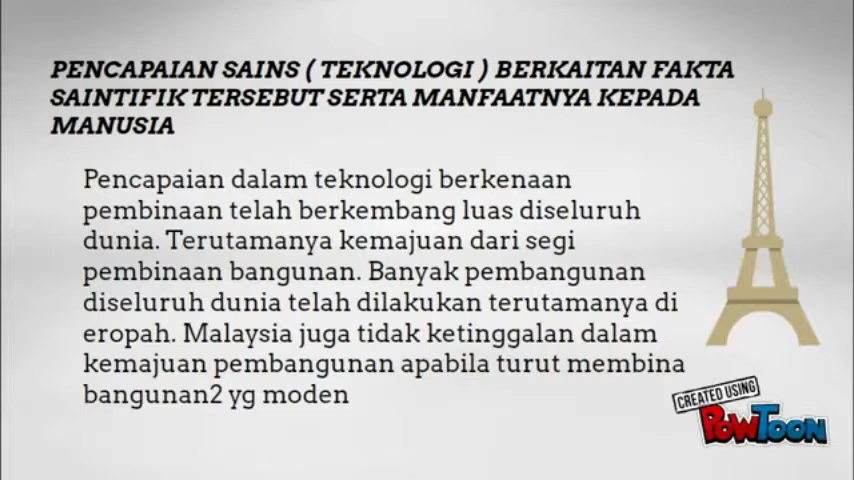 PENCAPAIAN SAINS ( TEKNOLOGI ) BERKAITAN FAKTA
SAINTIFIK TERSEBUT SERTA MANFAATNYA KEPADA
MANUSIA
Pencapaian dalam teknologi berkenaan
pembinaan telah berkembang luas diseluruh
dunia. Terutamanya kemajuan dari segi
pembinaan bangunan. Banyak pembangunan
diseluruh dunia telah dilakukan terutamanya di
eropah. Malaysia juga tidak ketinggalan dalam
kemajuan pembangunan apabila turut membina
bangunan2 yg moden
CREATED USING
POWTOON